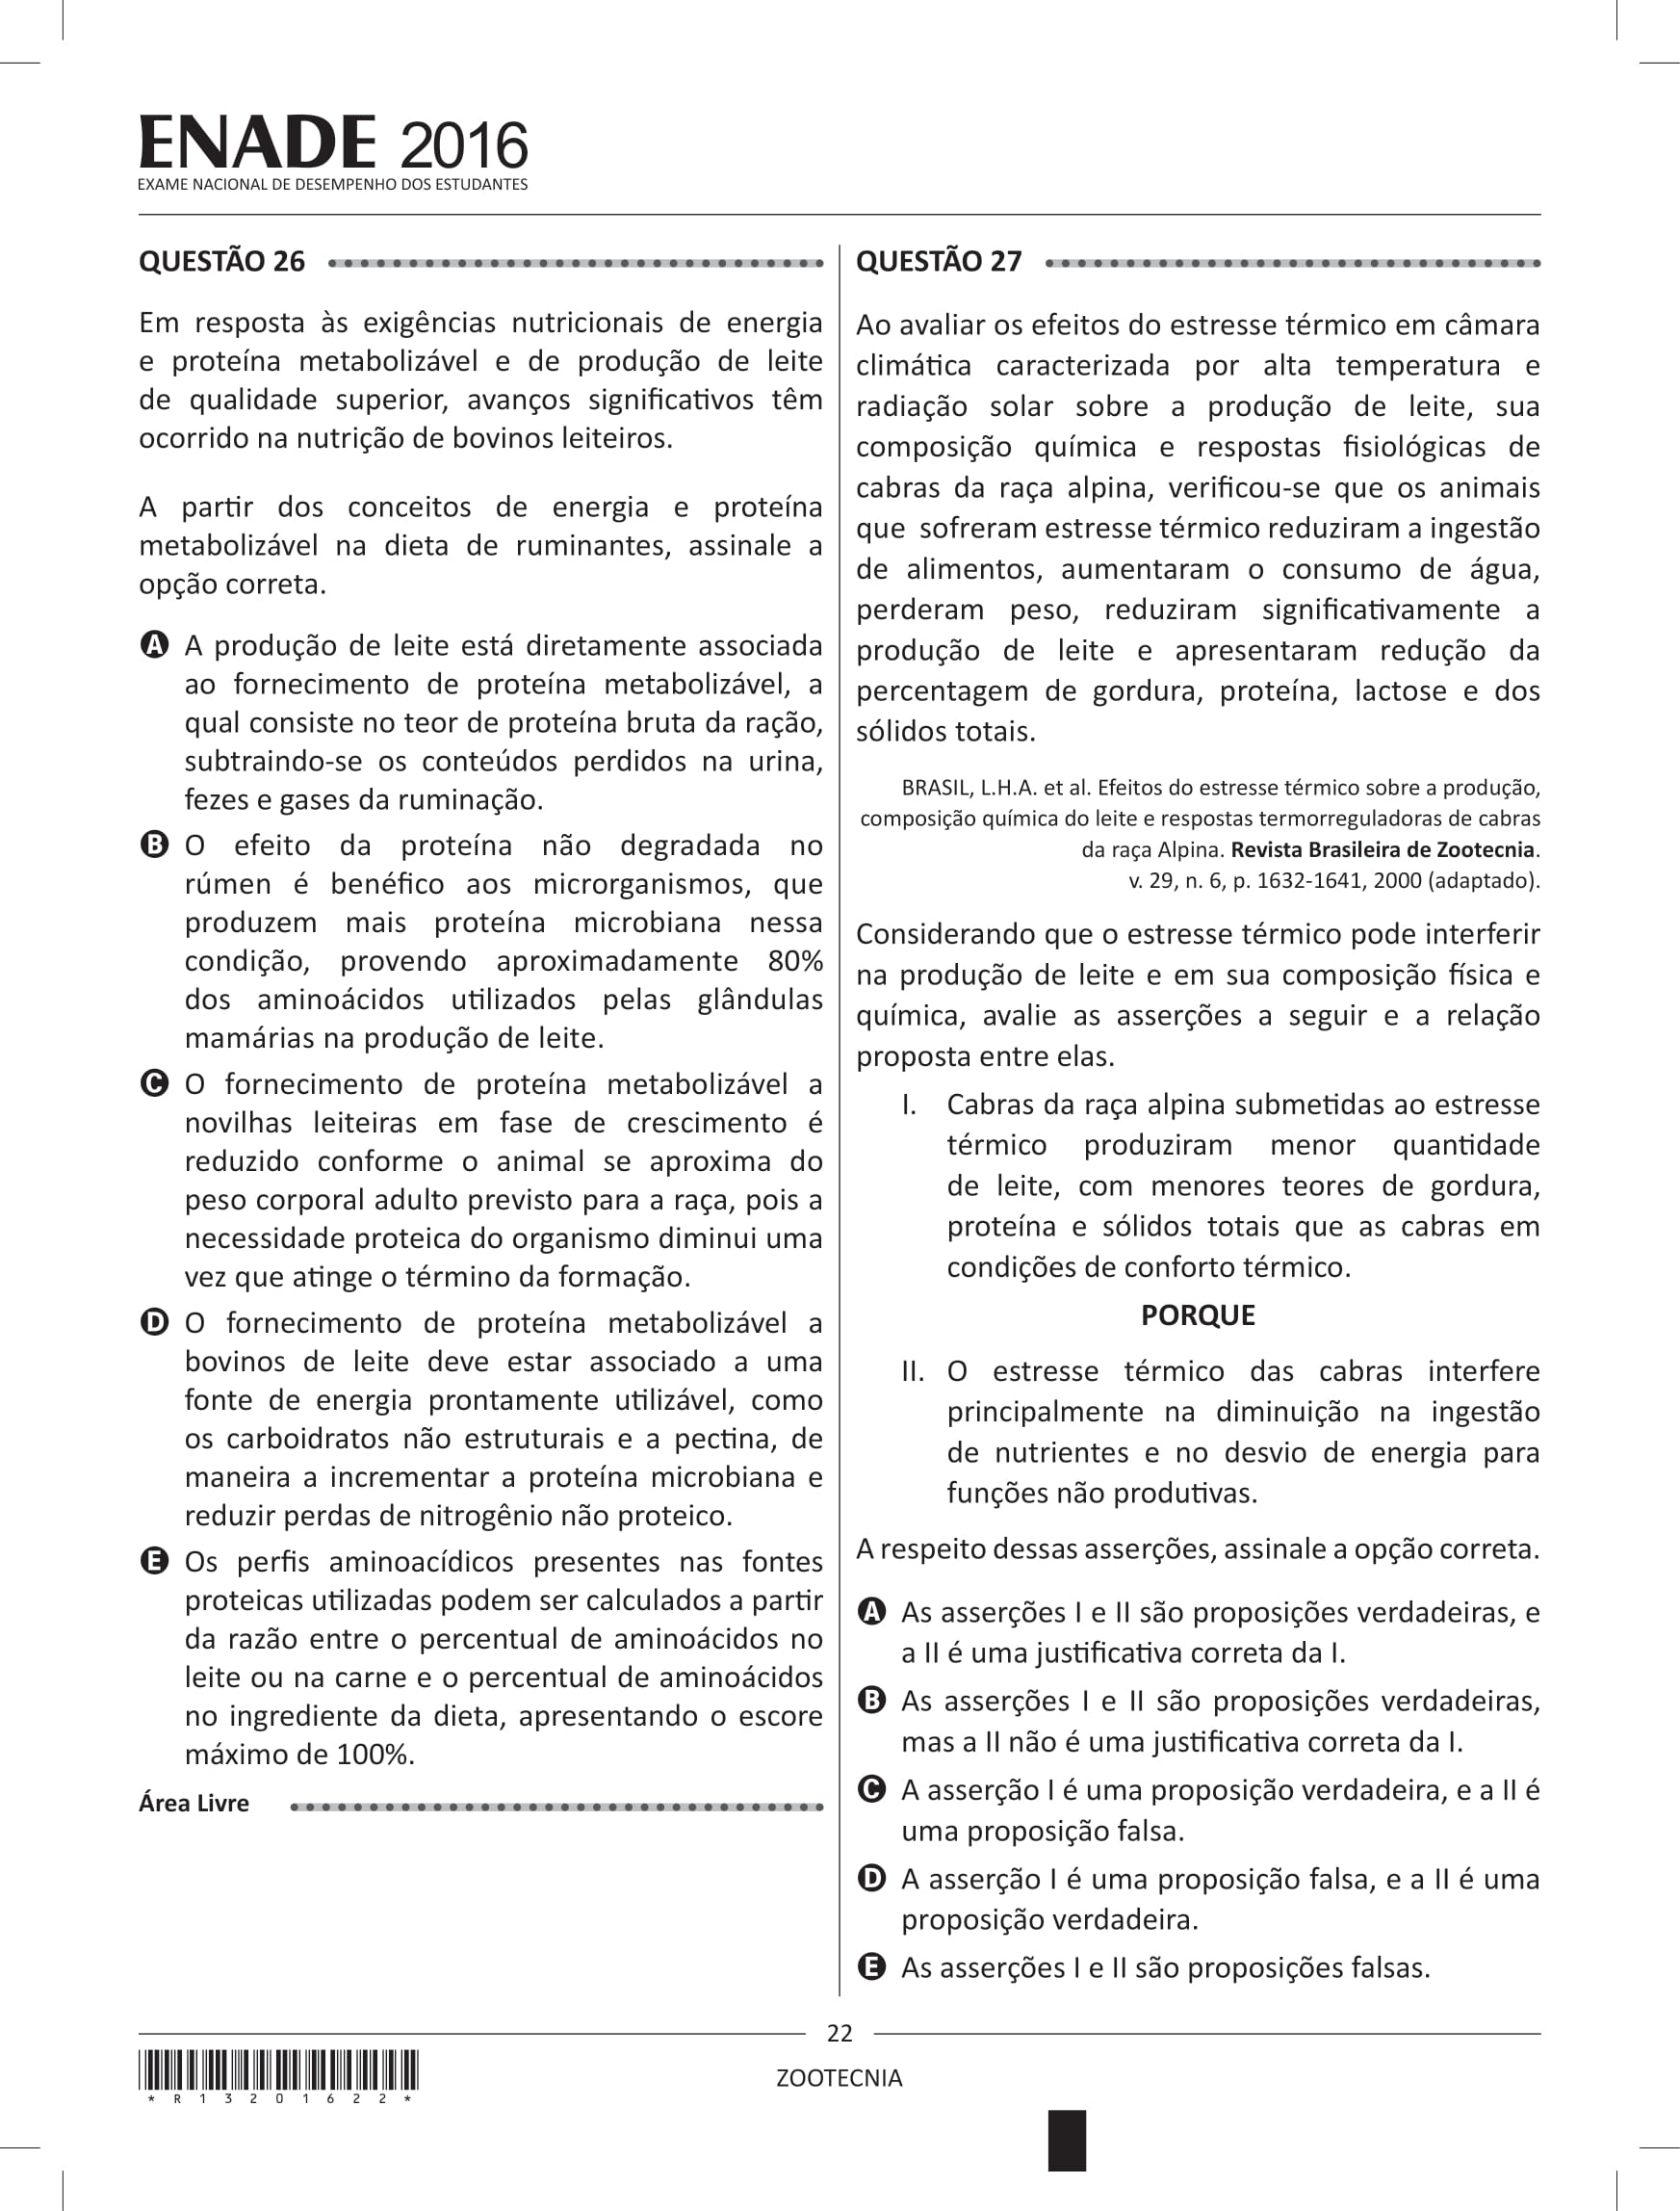 ENADE 2016
EXAME NACIONAL DE DESEMPENHO DOS ESTUDANTES
QUESTÃO 26
Em resposta às exigências nutricionais de energia
e proteína metabolizável e de produção de leite
de qualidade superior, avanços significativos têm
ocorrido na nutrição de bovinos leiteiros.
A partir dos conceitos de energia e proteína
metabolizável na dieta de ruminantes, assinale a
opção correta.
A A produção de leite está diretamente associada
ao fornecimento de proteína metabolizável, a
qual consiste no teor de proteína bruta da ração,
subtraindo-se os conteúdos perdidos na urina,
fezes e gases da ruminação.
B O efeito da proteína não degradada no
rúmen é benéfico aos microrganismos, que
produzem mais proteína microbiana nessa
condição, provendo aproximadamente 80%
dos aminoácidos utilizados pelas glândulas
mamárias na produção de leite.
C O fornecimento de proteína metabolizável a
novilhas leiteiras em fase de crescimento é
reduzido conforme o animal se aproxima do
peso corporal adulto previsto para a raça, pois a
necessidade proteica do organismo diminui uma
vez que atinge o término da formação.
D O fornecimento de proteína metabolizável a
bovinos de leite deve estar associado a uma
fonte de energia prontamente utilizável, como
os carboidratos não estruturais e a pectina, de
maneira a incrementar a proteína microbiana e
reduzir perdas de nitrogênio não proteico.
E Os perfis aminoacídicos presentes nas fontes
proteicas utilizadas podem ser calculados a partir
da razão entre o percentual de aminoácidos no
leite ou na carne e o percentual de aminoácidos
no ingrediente da dieta, apresentando o escore
máximo de 100%.
Área Livre
QUESTÃO 27
Ao avaliar os efeitos do estresse térmico em câmara
climática caracterizada por alta temperatura e
radiação solar sobre a produção de leite, sua
composição química e respostas fisiológicas de
cabras da raça alpina, verificou-se que os animais
que sofreram estresse térmico reduziram a ingestão
de alimentos, aumentaram o consumo de água,
perderam peso, reduziram significativamente a
produção de leite e apresentaram redução da
percentagem de gordura, proteína, lactose e dos
sólidos totais.
BRASIL, L.H.A. et al. Efeitos do estresse térmico sobre a produção,
composição química do leite e respostas termorreguladoras de cabras
da raça Alpina. Revista Brasileira de Zootecnia.
v. 29, n. 6, p. 1632-1641, 2000 (adaptado).
Considerando que o estresse térmico pode interferir
na produção de leite e em sua composição física e
química, avalie as asserções a seguir e a relação
proposta entre elas.
I. Cabras da raça alpina submetidas ao estresse
térmico produziram menor quantidade
de leite, com menores teores de gordura,
proteína e sólidos totais que as cabras em
condições de conforto térmico.
PORQUE
II. O estresse térmico das cabras interfere
principalmente na diminuição na ingestão
de nutrientes e no desvio de energia para
funções não produtivas.
A respeito dessas asserções, assinale a opção correta.
A As asserções I e II são proposições verdadeiras, e
a II é uma justificativa correta da I.
B As asserções I e II são proposições verdadeiras,
mas a II não é uma justificativa correta da I.
C A asserção I é uma proposição verdadeira, e a II é
uma proposição falsa.
D A asserção I é uma proposição falsa, e a II é uma
proposição verdadeira.
E As asserções I e II são proposições falsas.
22
ZOOTECNIA
* R 1 3 2 0 1 6 2 2 *